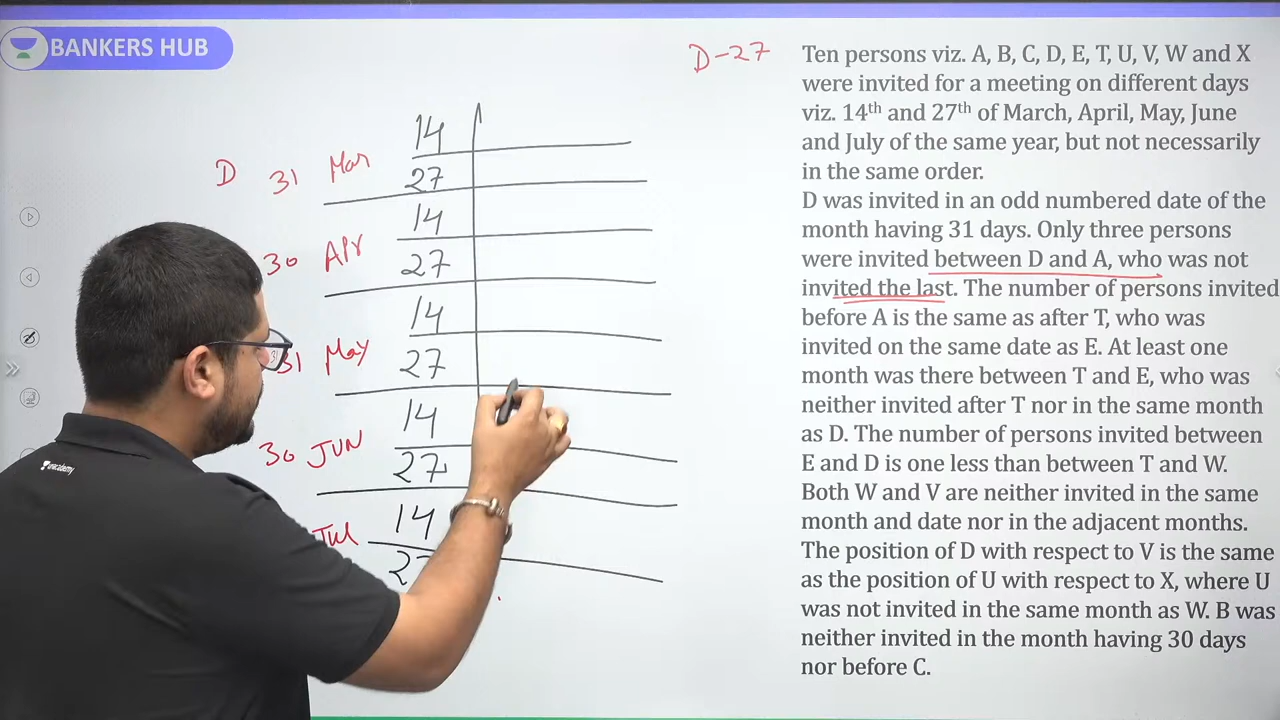 BANKERS HUB
D-27
Ten persons viz. A, B, C, D, E, T, U, V, W and X
were invited for a meeting on different days
viz. 14th and 27th of March, April, May, June
and July of the same year, but not necessarily
in the same order.
D was invited in an odd numbered date of the
month having 31 days. Only three persons
were invited between D and A, who was not
invited the last. The number of persons invited
before A is the same as after T, who was
invited on the same date as E. At least one
month was there between T and E, who was
neither invited after T nor in the same month
as D. The number of persons invited between
E and D is one less than between T and W.
Both W and V are neither invited in the same
month and date nor in the adjacent months.
The position of D with respect to V is the same
as the position of U with respect to X, where U
was not invited in the same month as W. B was
neither invited in the month having 30 days
nor before C.
14
D 31 Mar 27
14
30 Apr 27
14
31 May 27
14
30 JUN 27
14
Jul
unacademy